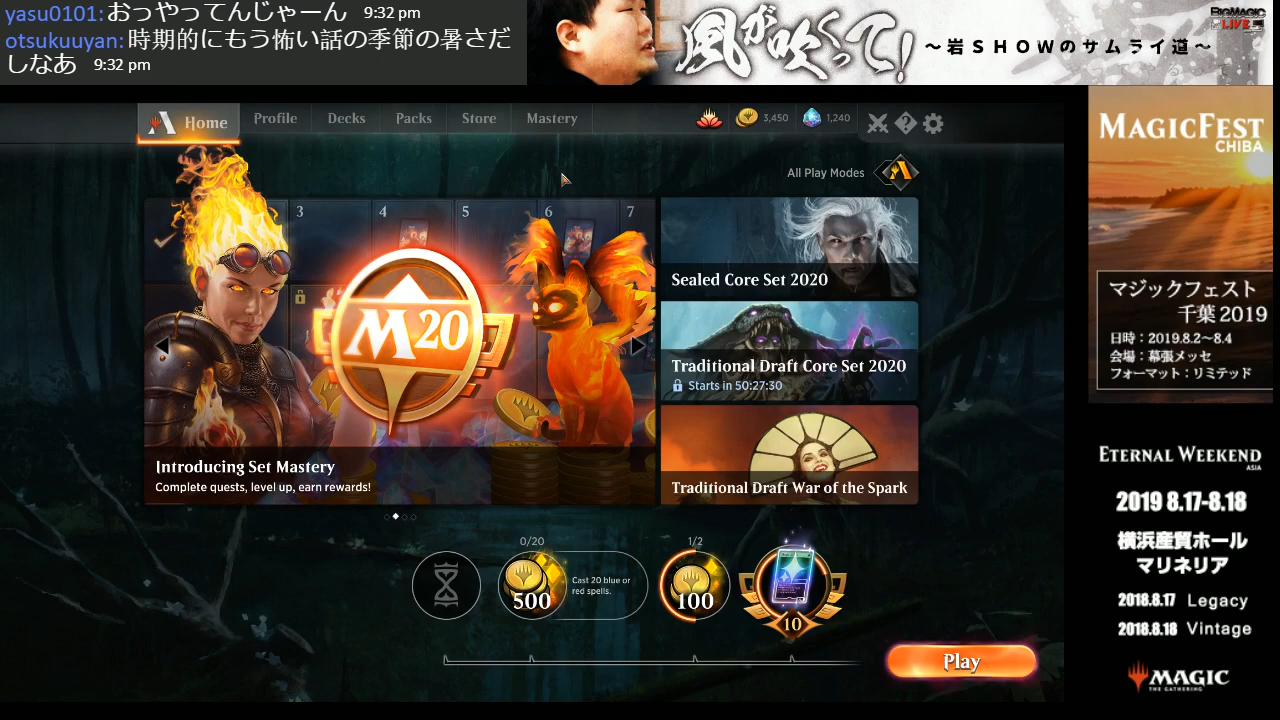 yasu0101: おっやってんじゃーん 9:32 pm
otsukuuyan: 時期的にもう怖い話の季節の暑さだ
しなあ 9:32 pm
風が吹くって!
～岩ＳＨＯＷのサムライ道～
BIGMAGIC
LIVE
Home
Profile
Decks
Packs
Store
Mastery
3,450
1,240
All Play Modes
3
4
5
6
7
M20
Introducing Set Mastery
Complete quests, level up, earn rewards!
Sealed Core Set 2020
Traditional Draft Core Set 2020
Starts in 50:27:30
Traditional Draft War of the Spark
0/20
500
Cast 20 blue or
red spells.
1/2
100
10
Play
MAGICFEST
CHIBA
マジックフェスト
千葉2019
日時：2019.8.2～8.4
会場：幕張メッセ
フォーマット：リミテッド
ETERNAL WEEKEND
ASIA
2019 8.17-8.18
横浜産貿ホール
マリネリア
2018.8.17 Legacy
2018.8.18 Vintage
MAGIC
THE GATHERING